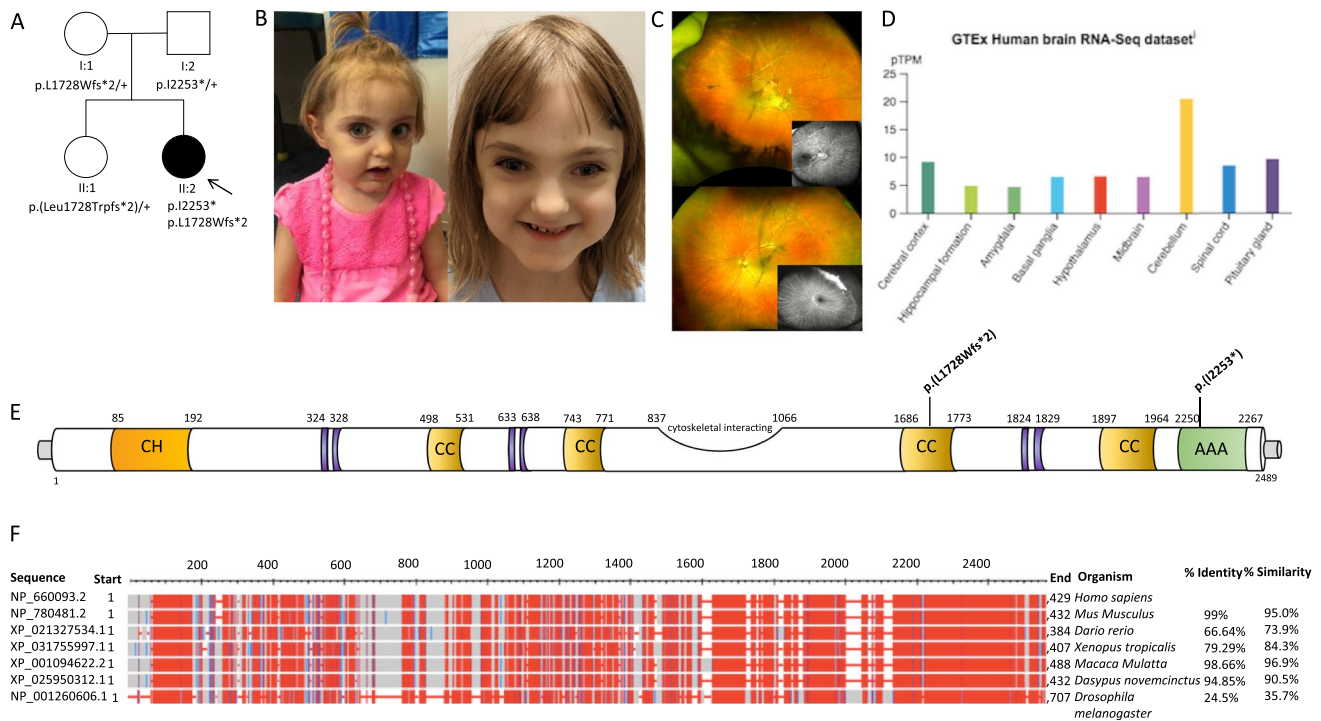 A
I:1
I:2
p.L1728Wfs*2/+
p.I2253*/+
II:1
II:2
p.(Leu1728Trpfs*2)/+
p.I2253*
p.L1728Wfs*2
B
C
D
GTEx Human brain RNA-Seq dataset
pTPM
25
20
15
10
5
0
Cerebral cortex
Hippocampal formation
Amygdala
Basal ganglia
Hypothalamus
Midbrain
Cerebellum
Spinal cord
Pituitary gland
E
p.(L1728Wfs*2)
p.(I2253*)
85 192 324 328 498 531 633 638 743 771 837 1066 1686 1773 1824 1829 1897 1964 2250 2267
CH CC CC cytoskeletal interacting CC CC AAA
1 2489
F
200 400 600 800 1000 1200 1400 1600 1800 2000 2200 2400
Sequence Start End Organism % Identity % Similarity
NP_660093.2 1 ,429 Homo sapiens
NP_780481.2 1 ,432 Mus Musculus 99% 95.0%
XP_021327534.1 1 ,384 Dario rerio 66.64% 73.9%
XP_031755997.1 1 ,407 Xenopus tropicalis 79.29% 84.3%
XP_001094622.2 1 ,488 Macaca Mulatta 98.66% 96.9%
XP_025950312.1 1 ,432 Dasypus novemcinctus 94.85% 90.5%
NP_001260606.1 1 ,707 Drosophila melanogaster 24.5% 35.7%